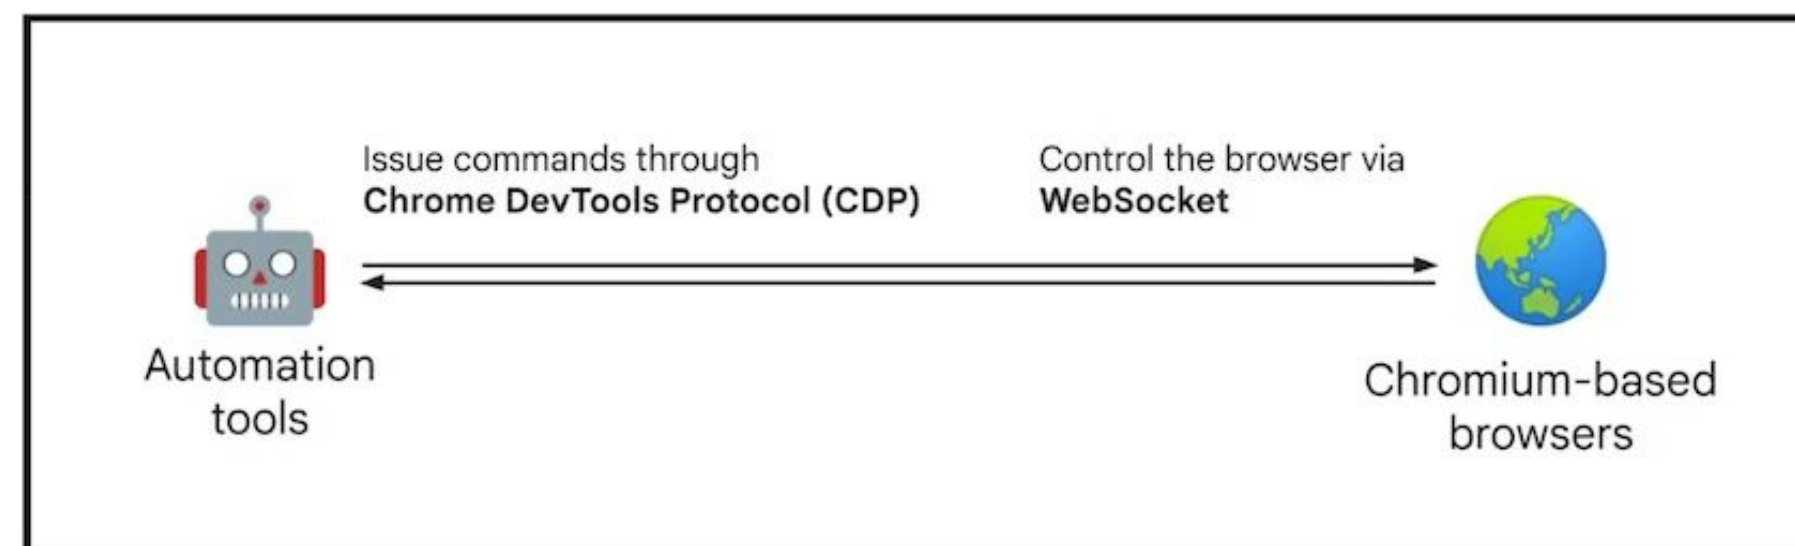 Issue commands through
Chrome DevTools Protocol (CDP)
Control the browser via
WebSocket
Automation
tools
Chromium-based
browsers